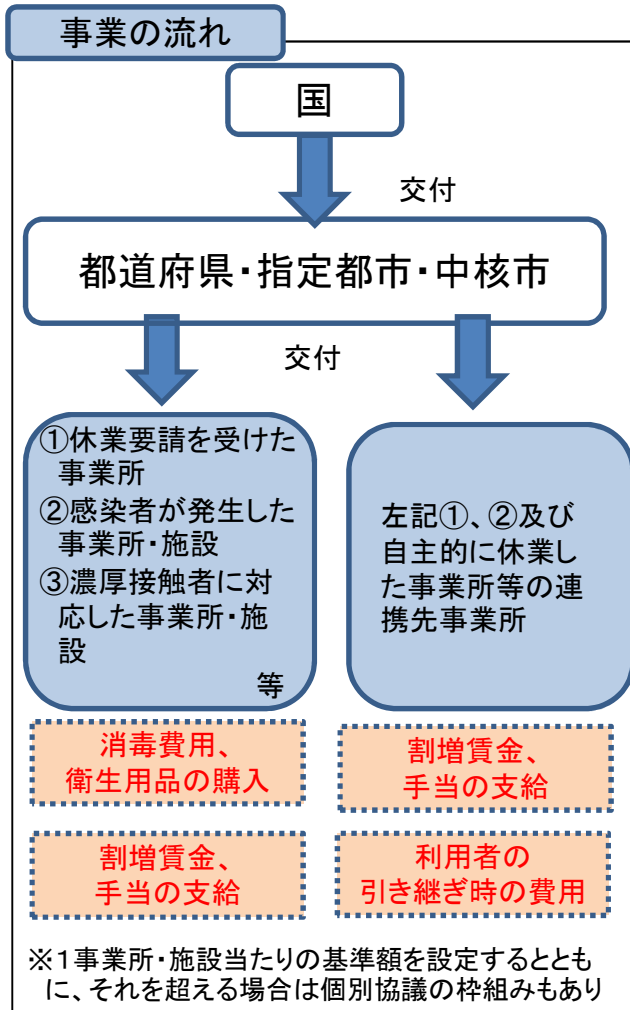 事業の流れ
国
交付
都道府県・指定都市・中核市
交付
①休業要請を受けた
事業所
②感染者が発生した
事業所・施設
③濃厚接触者に対
応した事業所・施
設
等
左記①、②及び
自主的に休業し
た事業所等の連
携先事業所
消毒費用、
衛生用品の購入
割増賃金、
手当の支給
割増賃金、
手当の支給
利用者の
引き継ぎ時の費用
※１事業所・施設当たりの基準額を設定するととも
に、それを超える場合は個別協議の枠組みもあり